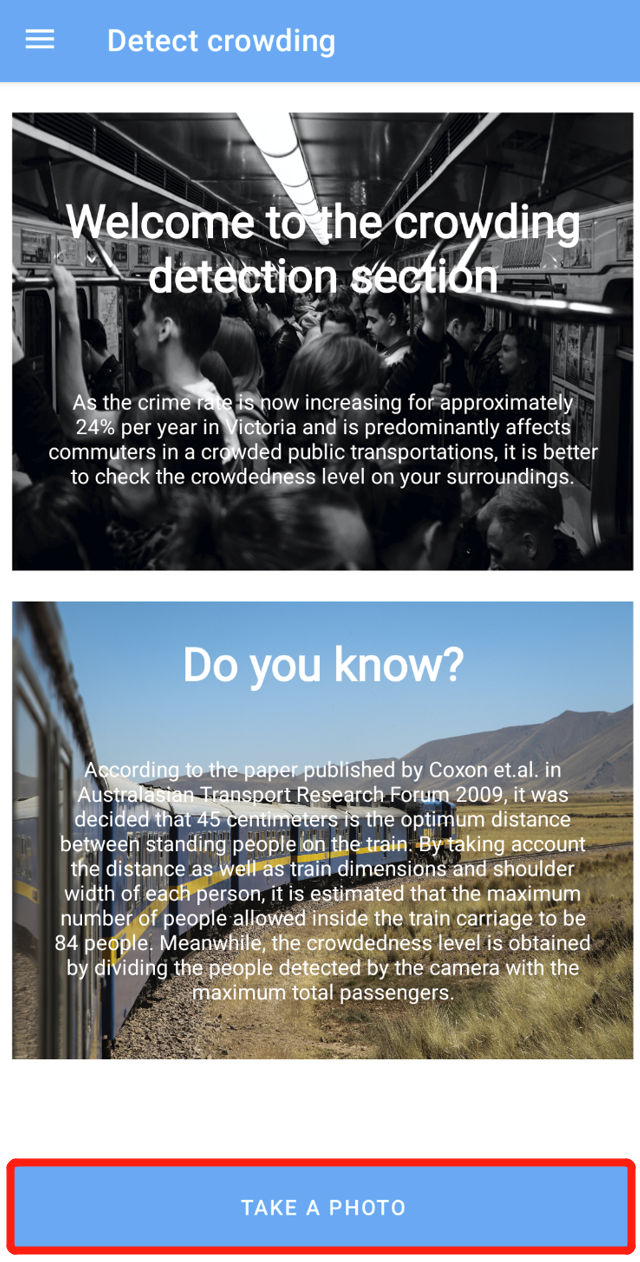 Detect crowding
Welcome to the crowding
detection section
As the crime rate is now increasing for approximately
24% per year in Victoria and is predominantly affects
commuters in a crowded public transportations, it is better
to check the crowdedness level on your surroundings.
Do you know?
According to the paper published by Coxon et.al. in
Australasian Transport Research Forum 2009, it was
decided that 45 centimeters is the optimum distance
between standing people on the train. By taking account
the distance as well as train dimensions and shoulder
width of each person, it is estimated that the maximum
number of people allowed inside the train carriage to be
84 people. Meanwhile, the crowdedness level is obtained
by dividing the people detected by the camera with the
maximum total passengers.
TAKE A PHOTO